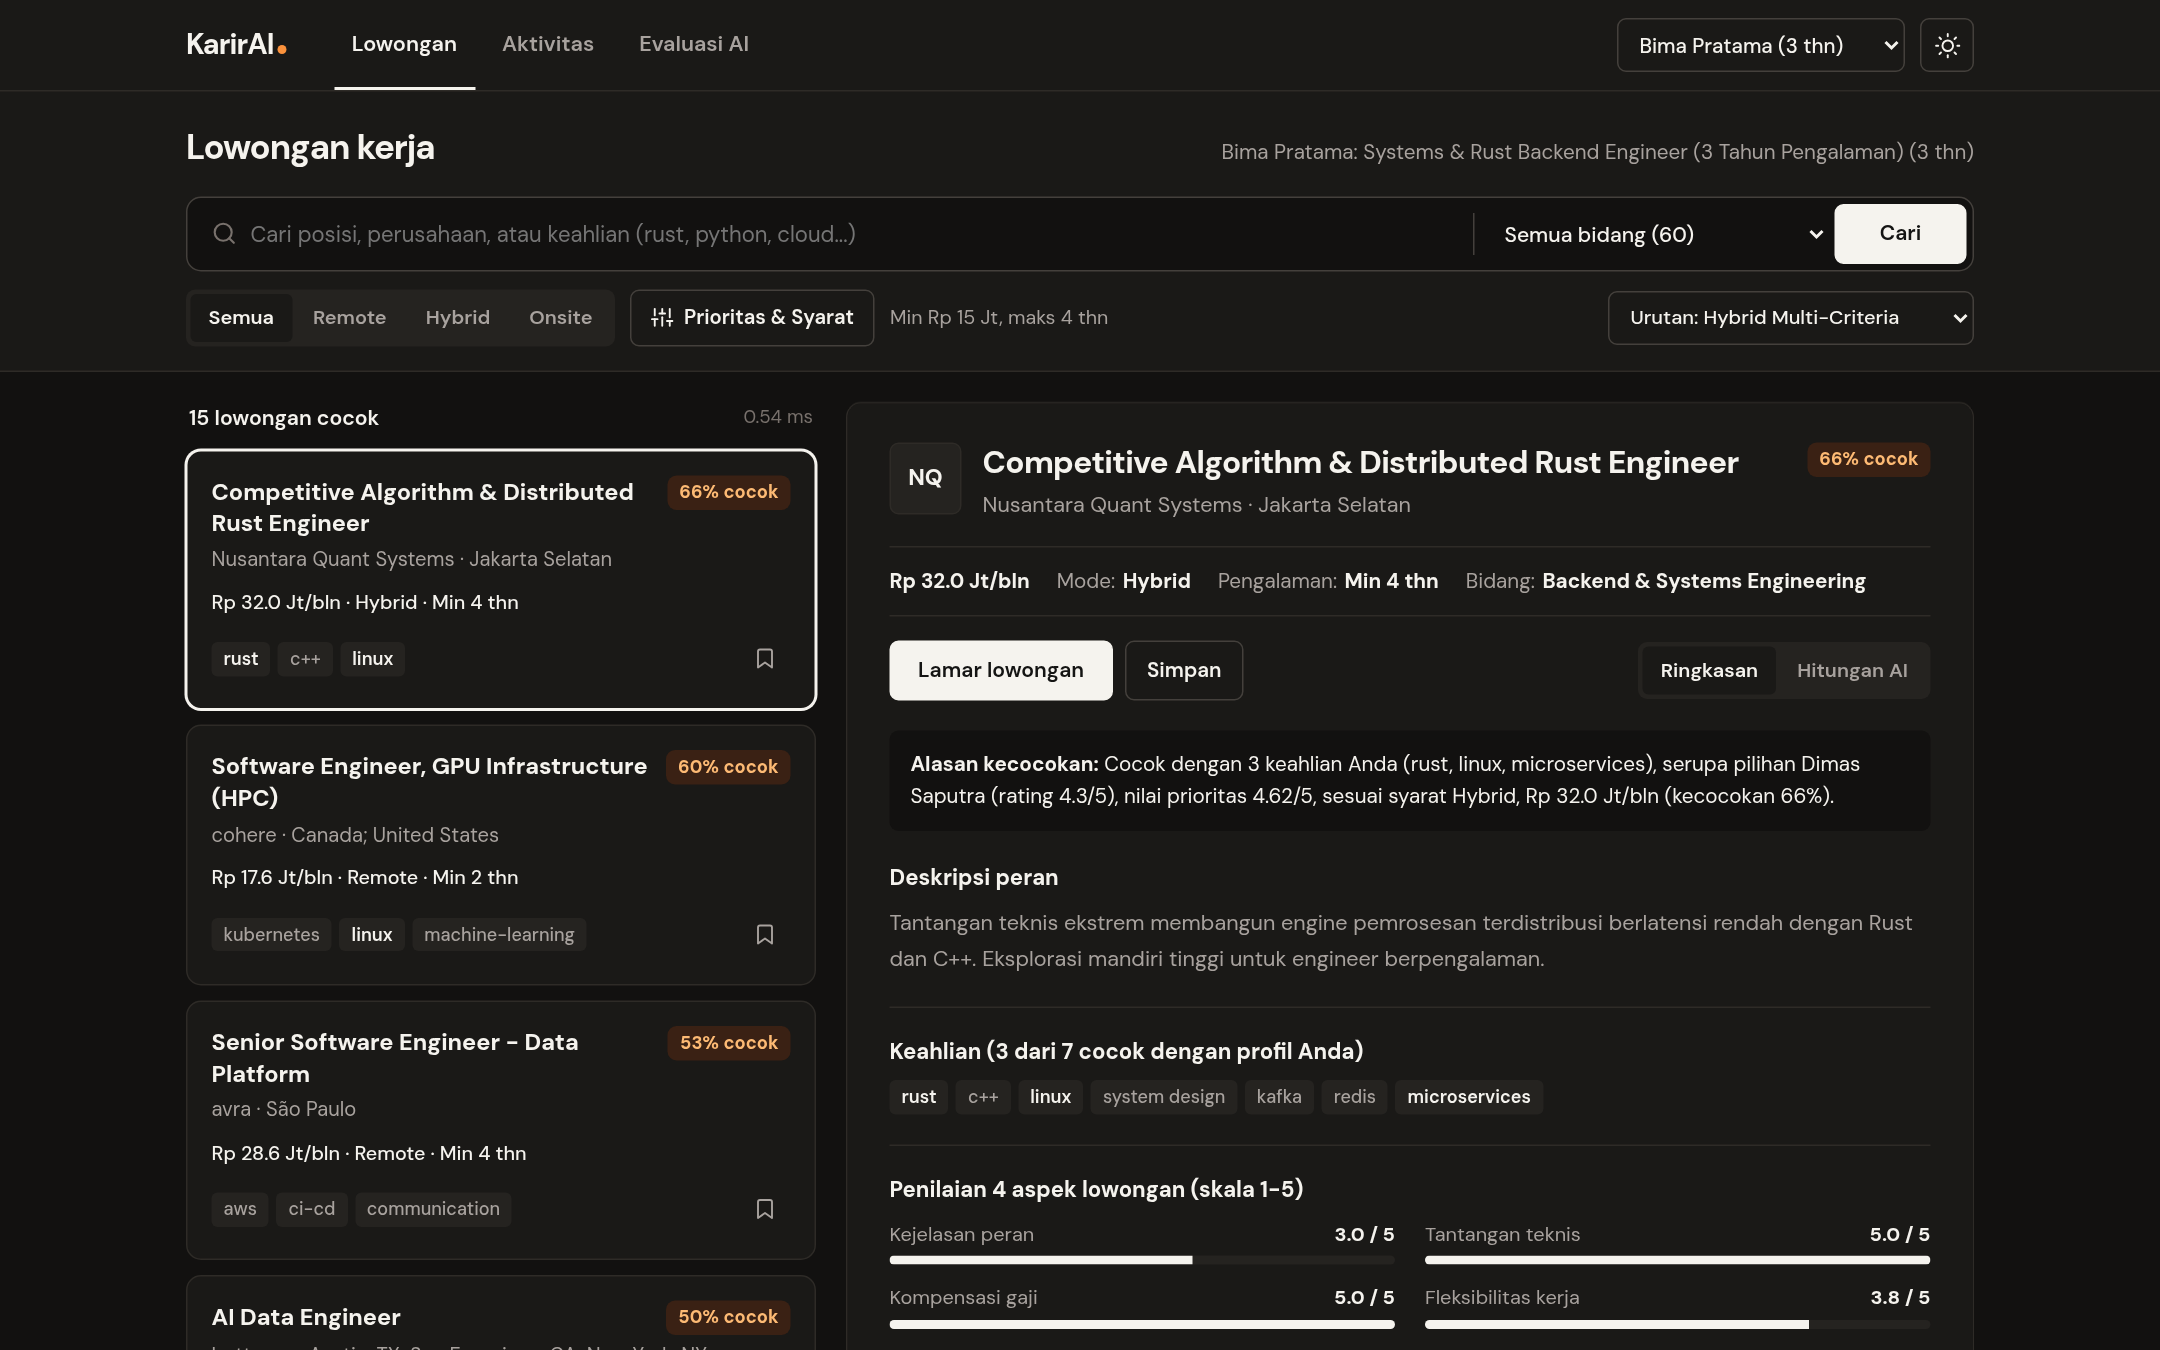 KarirAI.
Lowongan
Aktivitas
Evaluasi AI
Bima Pratama (3 thn)
Lowongan kerja
Bima Pratama: Systems & Rust Backend Engineer (3 Tahun Pengalaman) (3 thn)
Cari posisi, perusahaan, atau keahlian (rust, python, cloud...)
Semua bidang (60)
Cari
Semua
Remote
Hybrid
Onsite
Prioritas & Syarat
Min Rp 15 Jt, maks 4 thn
Urutan: Hybrid Multi-Criteria
15 lowongan cocok
0.54 ms
Competitive Algorithm & Distributed
Rust Engineer
66% cocok
Nusantara Quant Systems · Jakarta Selatan
Rp 32.0 Jt/bln · Hybrid · Min 4 thn
rust
c++
linux
Software Engineer, GPU Infrastructure
(HPC)
60% cocok
cohere · Canada; United States
Rp 17.6 Jt/bln · Remote · Min 2 thn
kubernetes
linux
machine-learning
Senior Software Engineer - Data
Platform
53% cocok
avra · São Paulo
Rp 28.6 Jt/bln · Remote · Min 4 thn
aws
ci-cd
communication
AI Data Engineer
50% cocok
NQ
Competitive Algorithm & Distributed Rust Engineer
66% cocok
Nusantara Quant Systems · Jakarta Selatan
Rp 32.0 Jt/bln
Mode: Hybrid
Pengalaman: Min 4 thn
Bidang: Backend & Systems Engineering
Lamar lowongan
Simpan
Ringkasan
Hitungan AI
Alasan kecocokan: Cocok dengan 3 keahlian Anda (rust, linux, microservices), serupa pilihan Dimas
Saputra (rating 4.3/5), nilai prioritas 4.62/5, sesuai syarat Hybrid, Rp 32.0 Jt/bln (kecocokan 66%).
Deskripsi peran
Tantangan teknis ekstrem membangun engine pemrosesan terdistribusi berlatensi rendah dengan Rust
dan C++. Eksplorasi mandiri tinggi untuk engineer berpengalaman.
Keahlian (3 dari 7 cocok dengan profil Anda)
rust
c++
linux
system design
kafka
redis
microservices
Penilaian 4 aspek lowongan (skala 1-5)
Kejelasan peran
3.0 / 5
Tantangan teknis
5.0 / 5
Kompensasi gaji
5.0 / 5
Fleksibilitas kerja
3.8 / 5